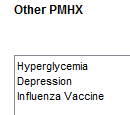 Other PMHX
Hyperglycemia
Depression
Influenza Vaccine